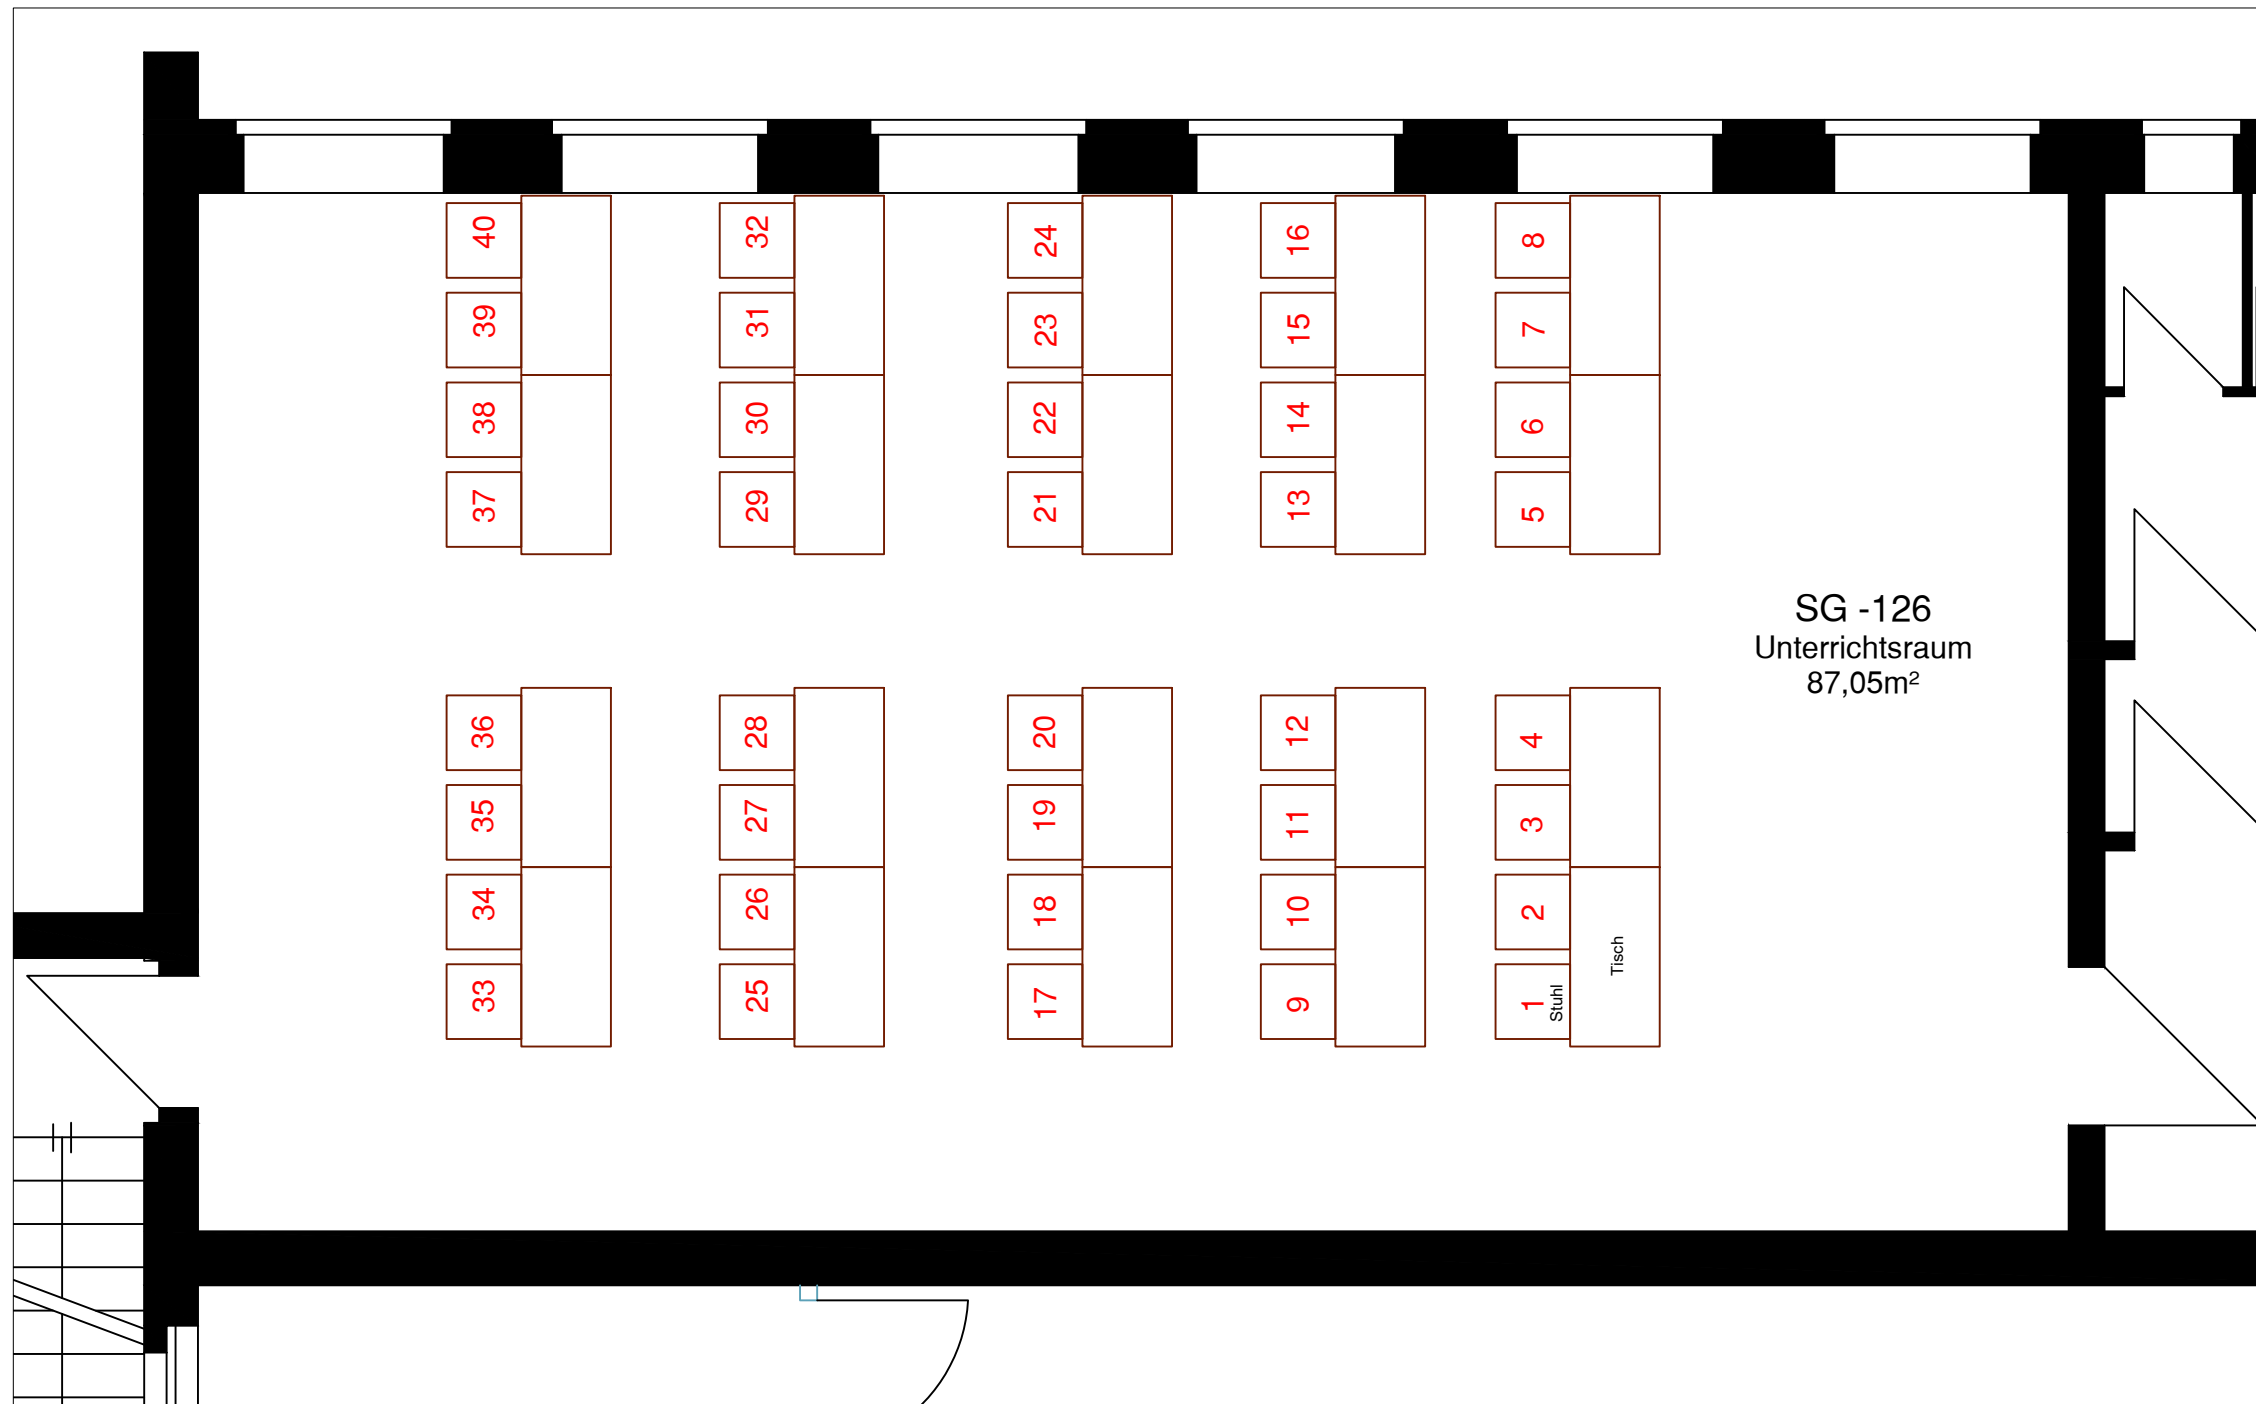 40 32 24 16 8
39 31 23 15 7
38 30 22 14 6
37 29 21 13 5
SG -126
Unterrichtsraum
87,05m²
36 28 20 12 4
35 27 19 11 3
34 26 18 10 2
Tisch
33 25 17 9 1
Stuhl